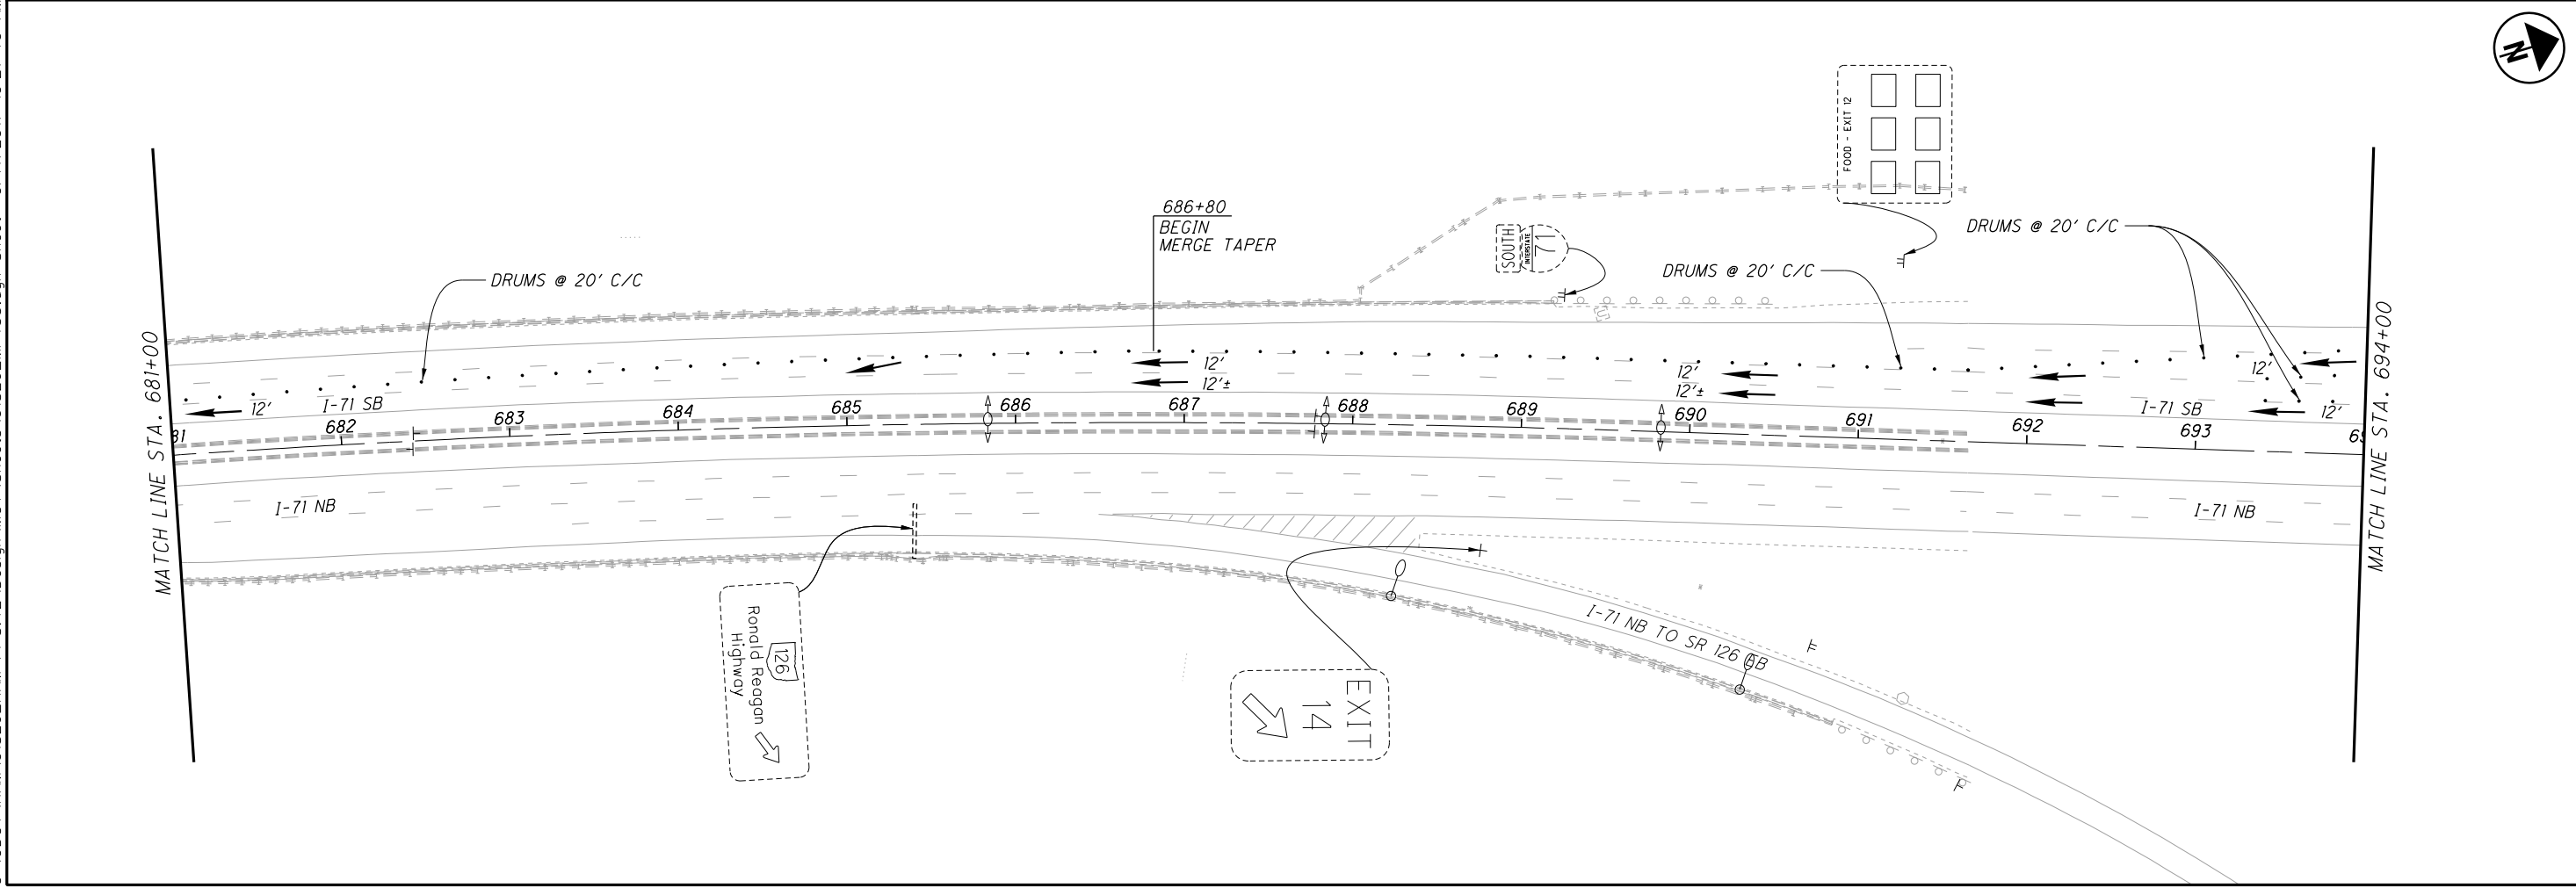 N
FOOD - EXIT 12
686+80
BEGIN
MERGE TAPER
SOUTH
INTERSTATE
71
DRUMS @ 20' C/C
DRUMS @ 20' C/C
DRUMS @ 20' C/C
MATCH LINE STA. 681+00
MATCH LINE STA. 694+00
12'
12'±
12'
12'±
12'
12'
12'
I-71 SB
I-71 SB
682
683
684
685
686
687
688
689
690
691
692
693
I-71 NB
I-71 NB
I-71 NB TO SR 126 EB
126
Ronald Reagan
Highway
EXIT
14